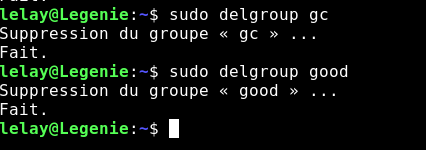 Fait.
lelay@Legenie:~$ sudo delgroup gc
Suppression du groupe « gc » ...
Fait.
lelay@Legenie:~$ sudo delgroup good
Suppression du groupe « good » ...
Fait.
lelay@Legenie:~$